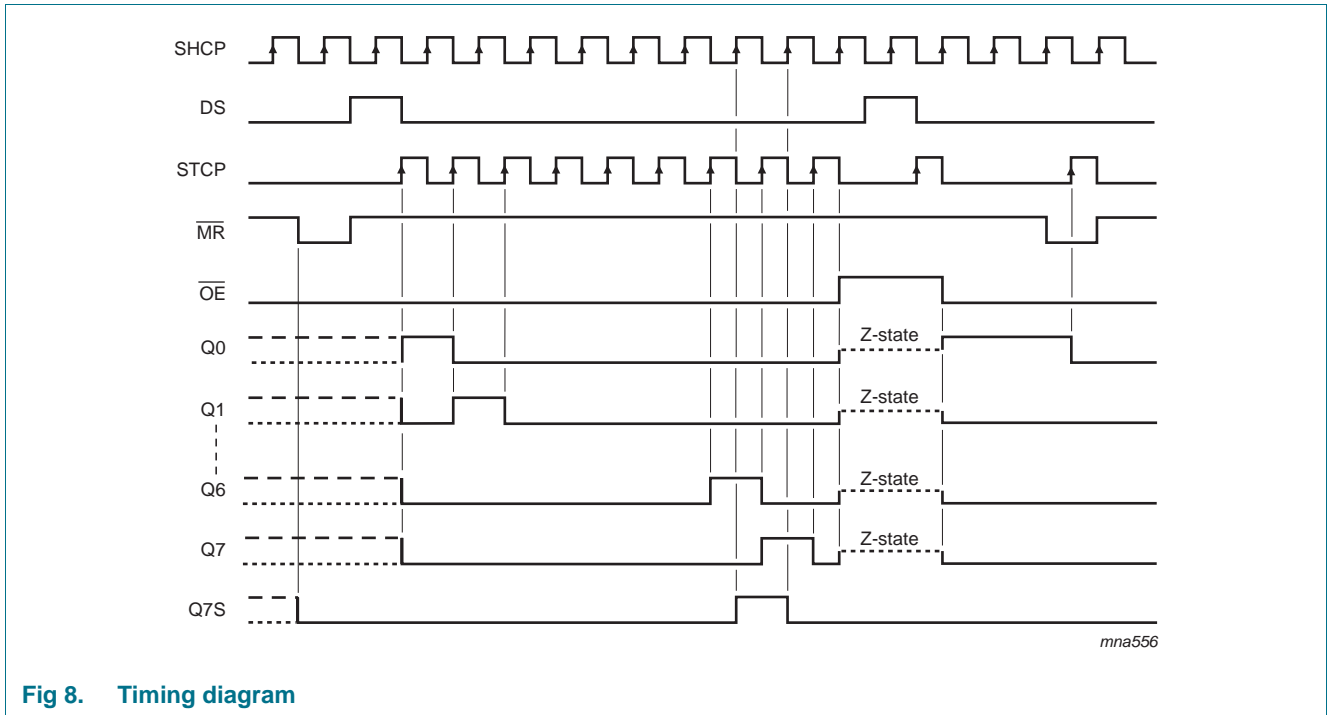 SHCP
DS
STCP
MR
OE
Z-state
Q0
Z-state
Q1
Z-state
Q6
Z-state
Q7
Q7S
mna556
Fig 8. Timing diagram